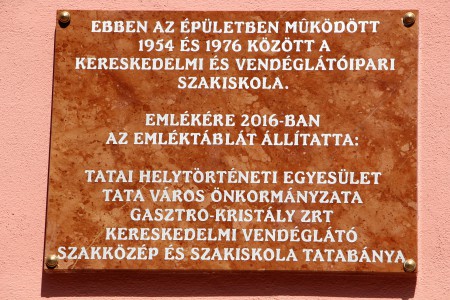 EBBEN AZ ÉPÜLETBEN MŰKÖDÖTT
1954 ÉS 1976 KÖZÖTT A
KERESKEDELMI ÉS VENDÉGLÁTÓIPARI
SZAKISKOLA.
EMLÉKÉRE 2016-BAN
AZ EMLÉKTÁBLÁT ÁLLÍTATTA:
TATAI HELYTÖRTÉNETI EGYESÜLET
TATA VÁROS ÖNKORMÁNYZATA
GASZTRO-KRISTÁLY ZRT
KERESKEDELMI VENDÉGLÁTÓ
SZAKKÖZÉP ÉS SZAKISKOLA TATABÁNYA